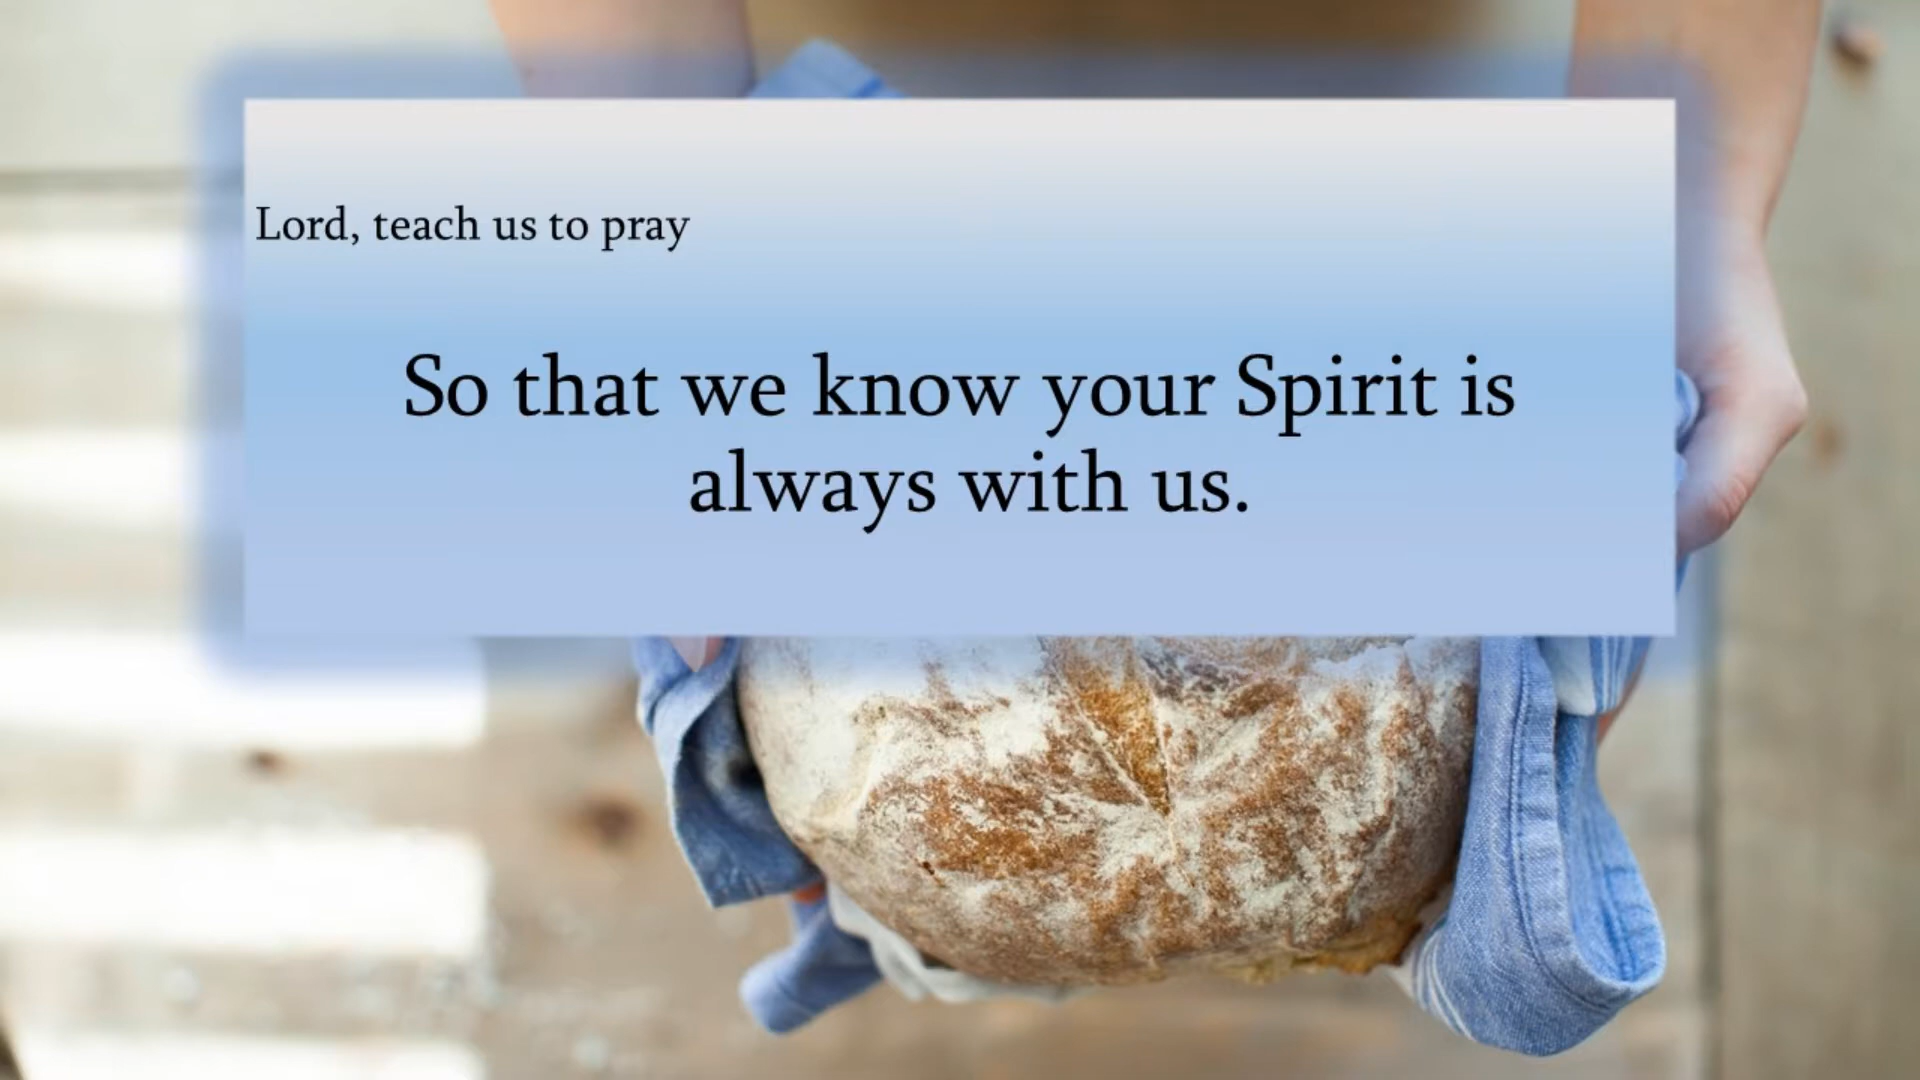 Lord, teach us to pray
So that we know your Spirit is
always with us.